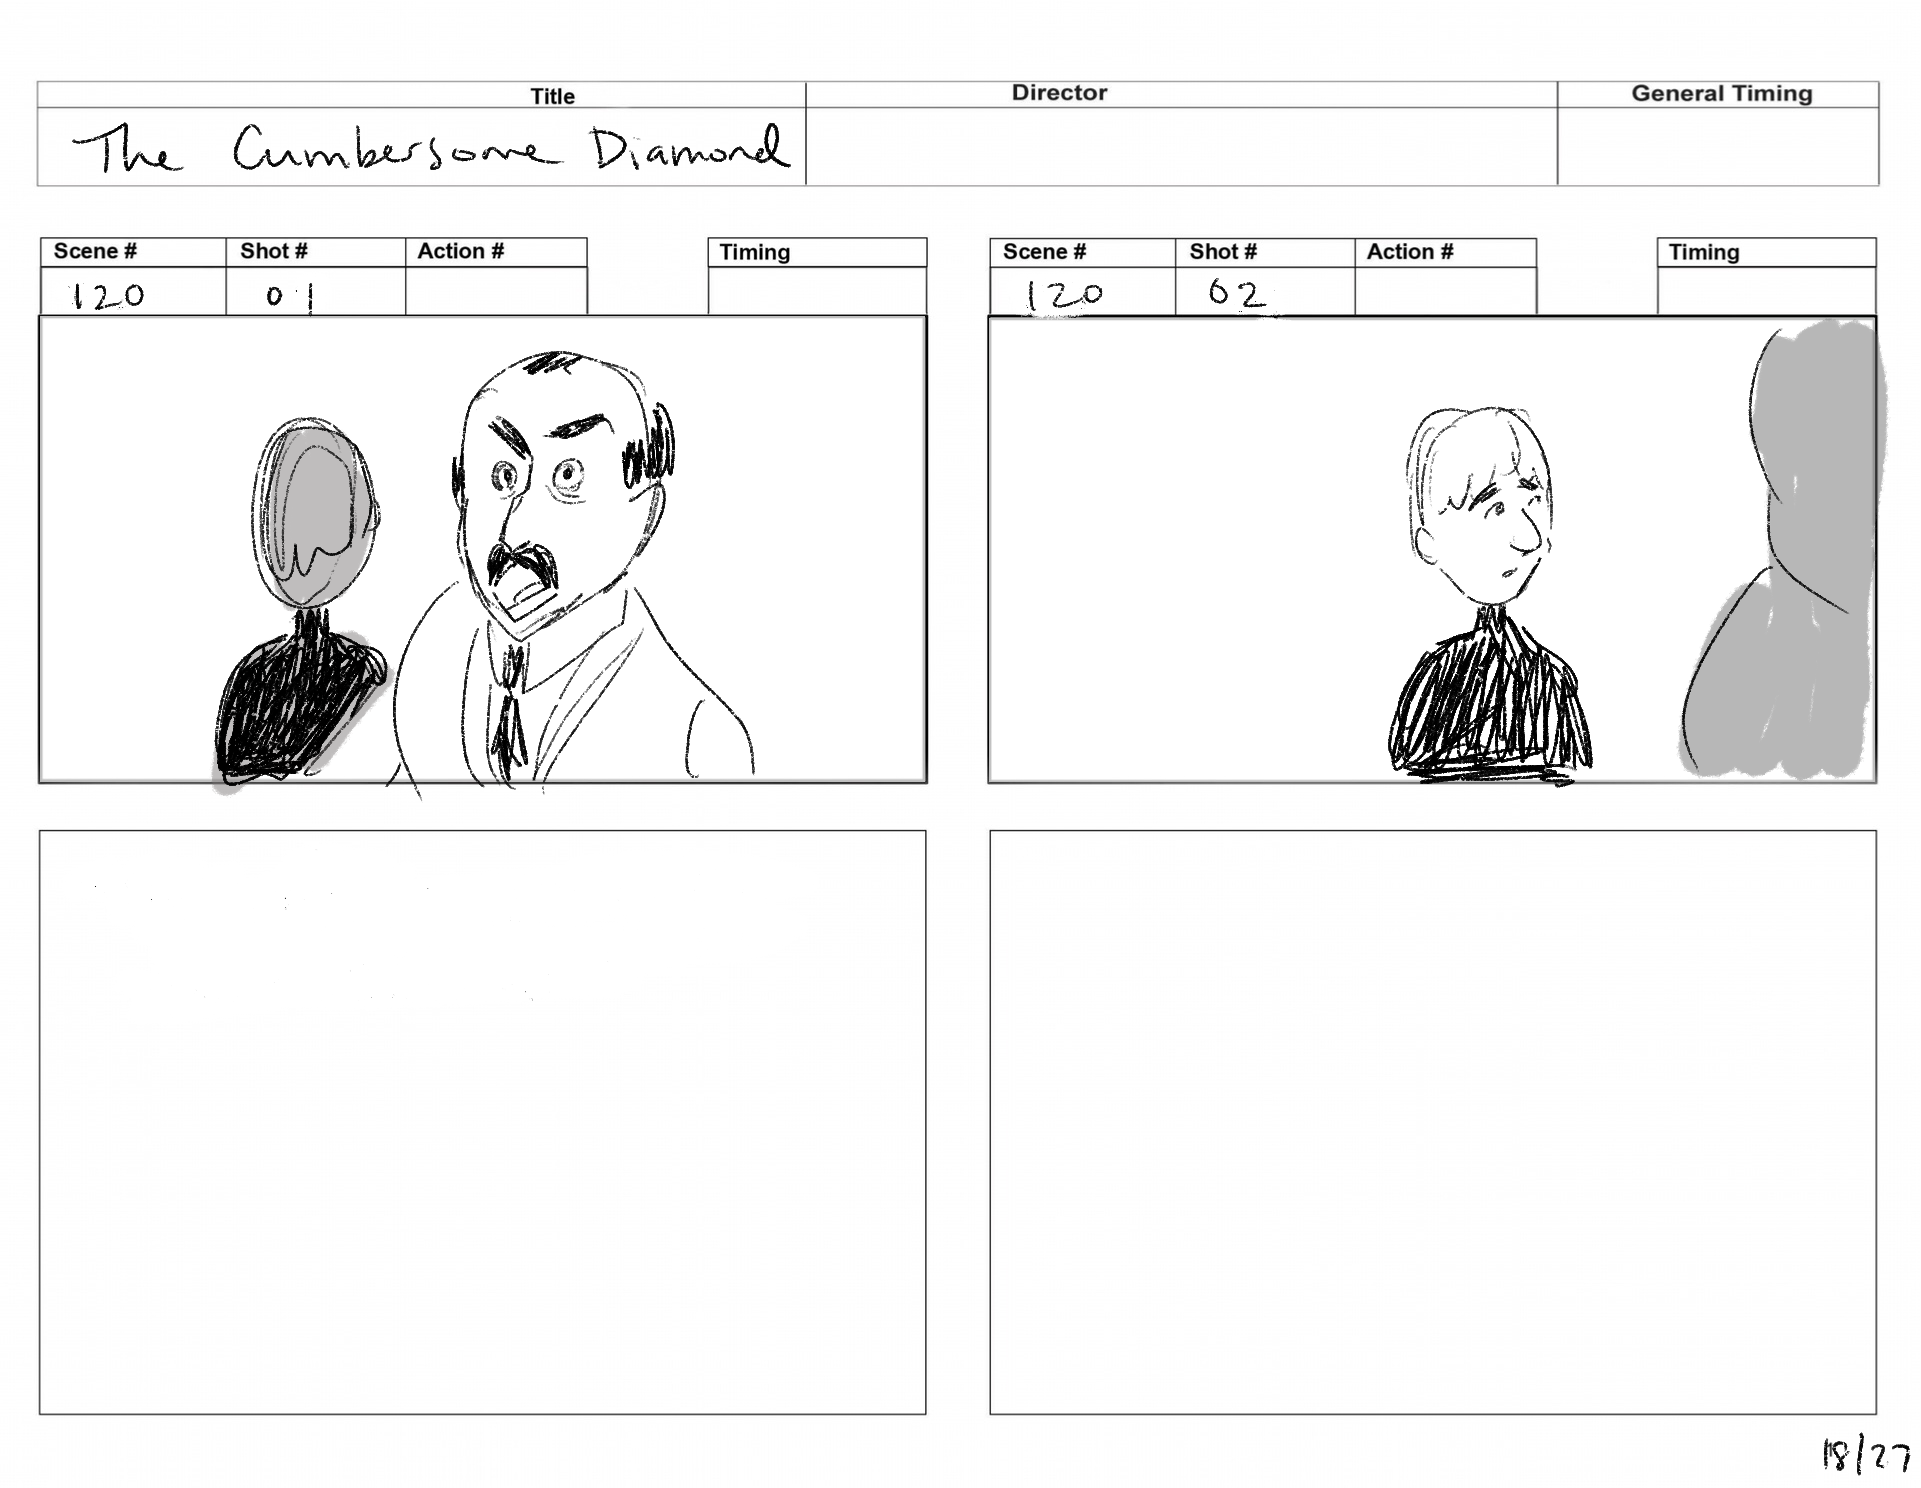 Title Director General Timing
The Cumbersome Diamond
Scene # Shot # Action # Timing
120 01
Scene # Shot # Action # Timing
120 02
18/27